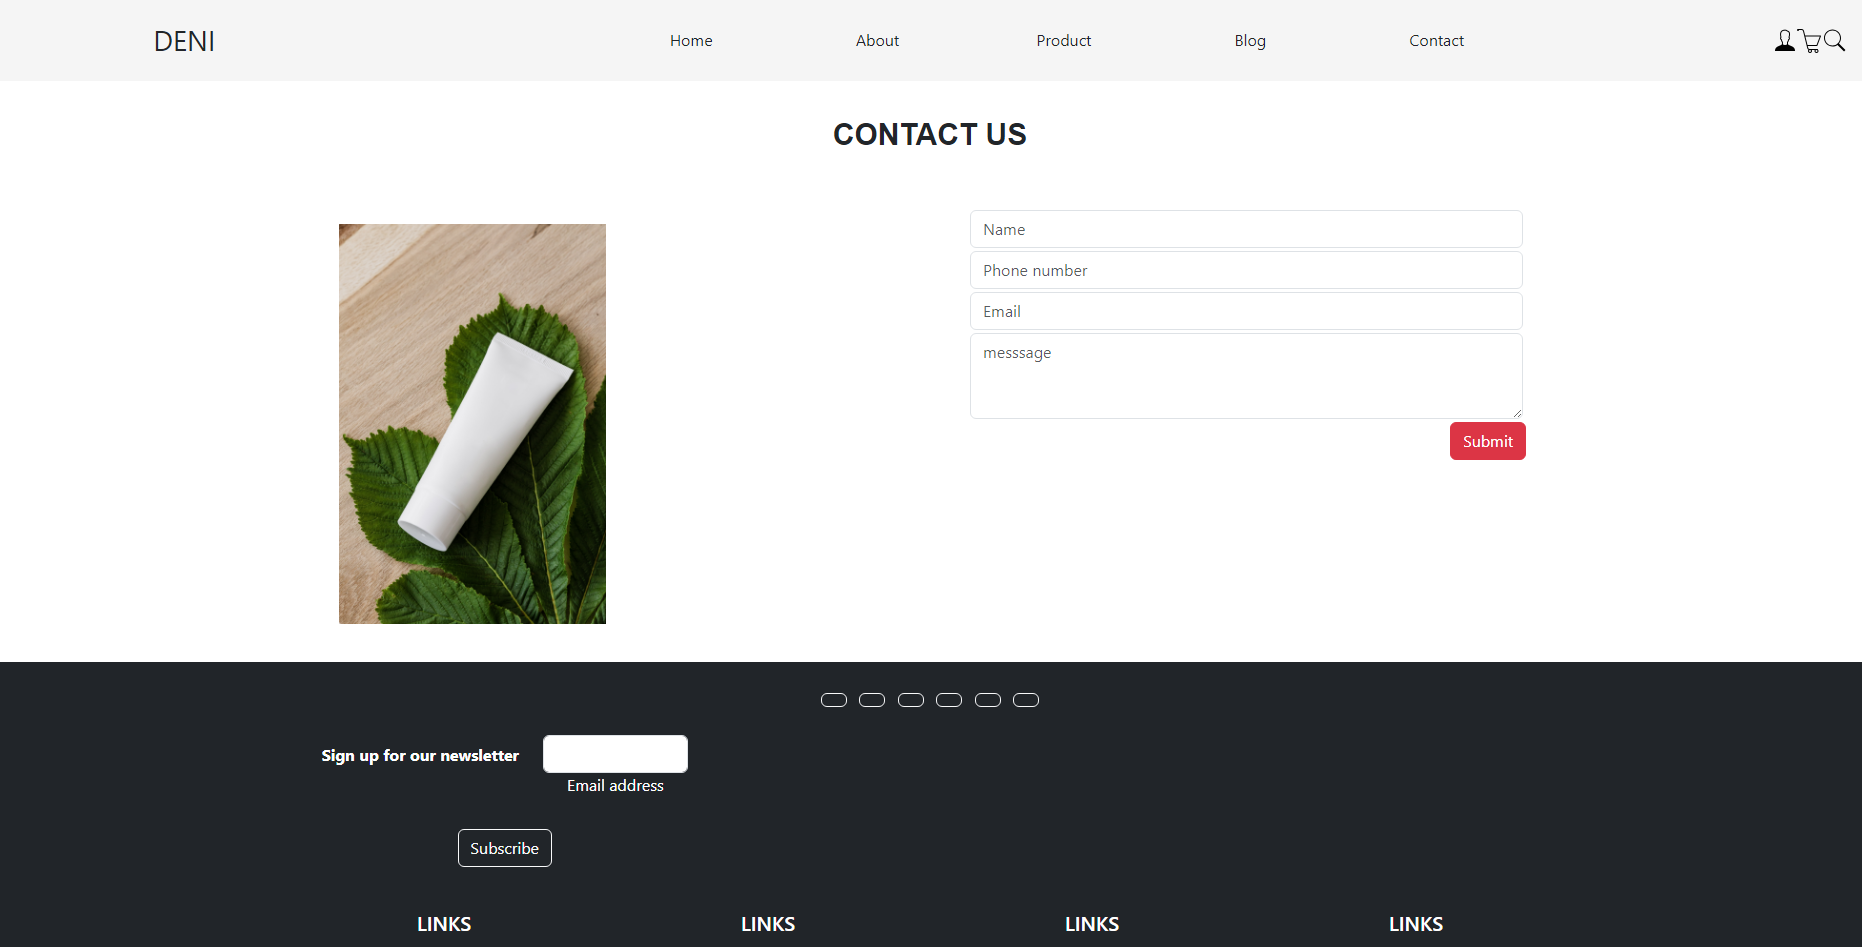 DENI
Home About Product Blog Contact
CONTACT US
Name
Phone number
Email
messsage
Submit
Sign up for our newsletter
Email address
Subscribe
LINKS LINKS LINKS LINKS